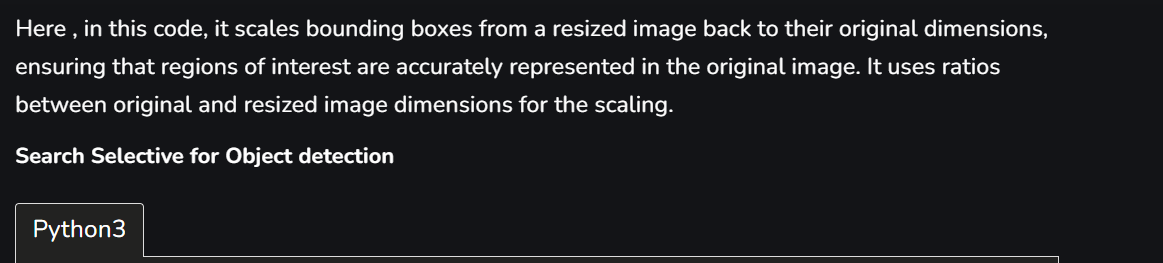 Here , in this code, it scales bounding boxes from a resized image back to their original dimensions,
ensuring that regions of interest are accurately represented in the original image. It uses ratios
between original and resized image dimensions for the scaling.
Search Selective for Object detection
Python3